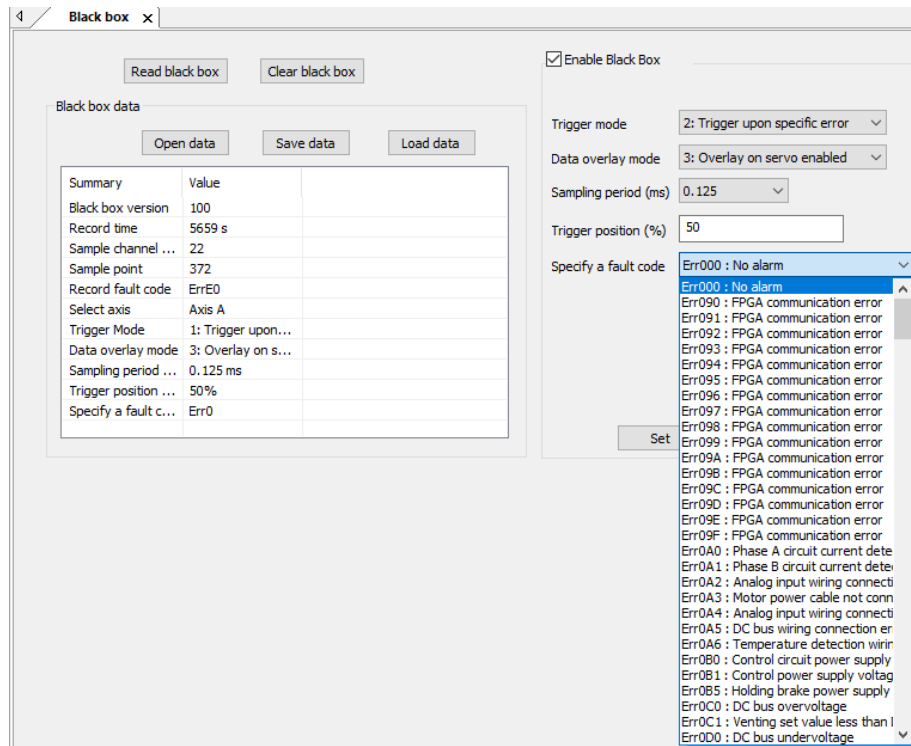 Black box x
Read black box Clear black box
Black box data
Open data Save data Load data
Summary Value
Black box version 100
Record time 5659 s
Sample channel ... 22
Sample point 372
Record fault code ErrE0
Select axis Axis A
Trigger Mode 1: Trigger upon...
Data overlay mode 3: Overlay on s...
Sampling period ... 0.125 ms
Trigger position ... 50%
Specify a fault c... Err0
Enable Black Box
Trigger mode 2: Trigger upon specific error
Data overlay mode 3: Overlay on servo enabled
Sampling period (ms) 0.125
Trigger position (%) 50
Specify a fault code Err000 : No alarm
Err000 : No alarm
Err090 : FPGA communication error
Err091 : FPGA communication error
Err092 : FPGA communication error
Err093 : FPGA communication error
Err094 : FPGA communication error
Err095 : FPGA communication error
Err096 : FPGA communication error
Err097 : FPGA communication error
Err098 : FPGA communication error
Err099 : FPGA communication error
Err09A : FPGA communication error
Err09B : FPGA communication error
Err09C : FPGA communication error
Err09D : FPGA communication error
Err09E : FPGA communication error
Err09F : FPGA communication error
Err0A0 : Phase A circuit current dete
Err0A1 : Phase B circuit current dete
Err0A2 : Analog input wiring connecti
Err0A3 : Motor power cable not conn
Err0A4 : Analog input wiring connecti
Err0A5 : DC bus wiring connection er
Err0A6 : Temperature detection wirin
Err0B0 : Control circuit power supply
Err0B1 : Control power supply voltag
Err0B5 : Holding brake power supply
Err0C0 : DC bus overvoltage
Err0C1 : Venting set value less than
Err0D0 : DC bus undervoltage
Set